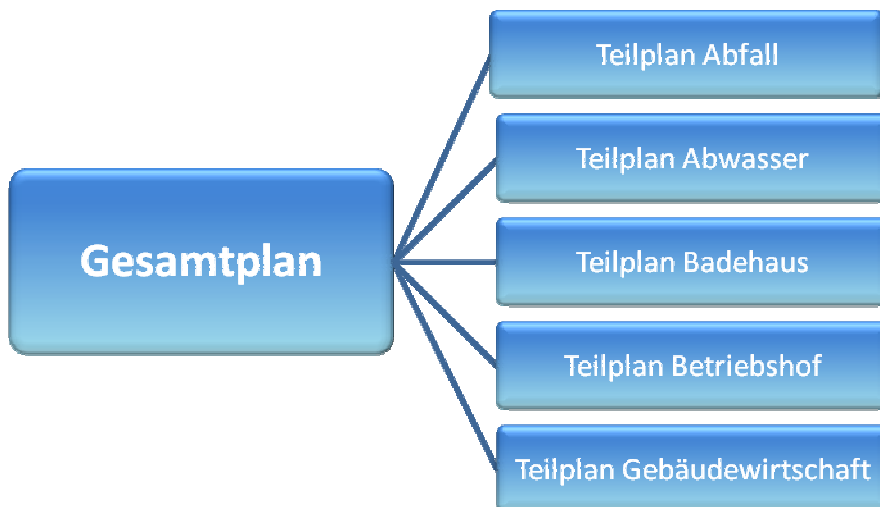 Gesamtplan
Teilplan Abfall
Teilplan Abwasser
Teilplan Badehaus
Teilplan Betriebshof
Teilplan Gebäudewirtschaft